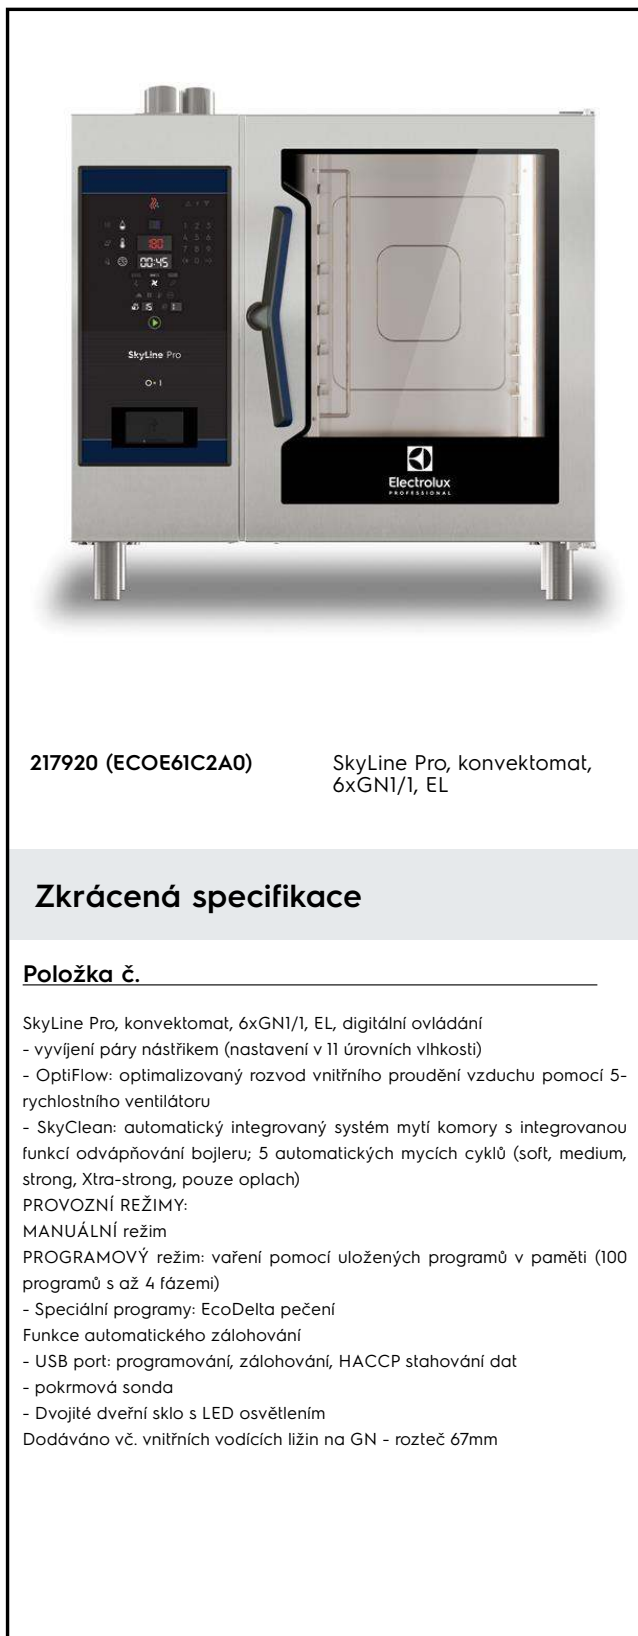 180
00:45
SkyLine Pro
Electrolux
PROFESSIONAL
217920 (ECOE61C2A0)
SkyLine Pro, konvektomat,
6xGN1/1, EL
Zkrácená specifikace
Položka č.
SkyLine Pro, konvektomat, 6xGN1/1, EL, digitální ovládání
- vyvíjení páry nástřikem (nastavení v 11 úrovních vlhkosti)
- OptiFlow: optimalizovaný rozvod vnitřního proudění vzduchu pomocí 5-
rychlostního ventilátoru
- SkyClean: automatický integrovaný systém mytí komory s integrovanou
funkcí odvápňování bojleru; 5 automatických mycích cyklů (soft, medium,
strong, Xtra-strong, pouze oplach)
PROVOZNÍ REŽIMY:
MANUÁLNÍ režim
PROGRAMOVÝ režim: vaření pomocí uložených programů v paměti (100
programů s až 4 fázemi)
- Speciální programy: EcoDelta pečení
Funkce automatického zálohování
- USB port: programování, zálohování, HACCP stahování dat
- pokrmová sonda
- Dvojité dveřní sklo s LED osvětlením
Dodáváno vč. vnitřních vodících ližin na GN - rozteč 67mm